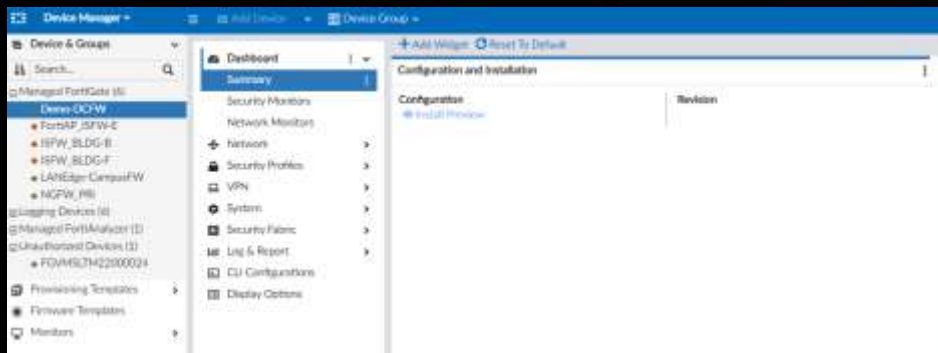 Device Manager
Add Device
Device Group
Device & Groups
Search...
Managed FortiGate (6)
Demo-DCFW
FortiAP_ISFW-E
ISFW_BLDG-B
ISFW_BLDG-F
LANEdge-CampusFW
NGFW_PRI
Logging Devices (6)
Managed FortiAnalyzer (1)
Unauthorized Devices (1)
FGVMSLTM22000024
Provisioning Templates
Firmware Templates
Monitors
Dashboard
Summary
Security Monitors
Network Monitors
Network
Security Profiles
VPN
System
Security Fabric
Log & Report
CLI Configurations
Display Options
Add Widget Reset To Default
Configuration and Installation
Configuration
Install Preview
Revision